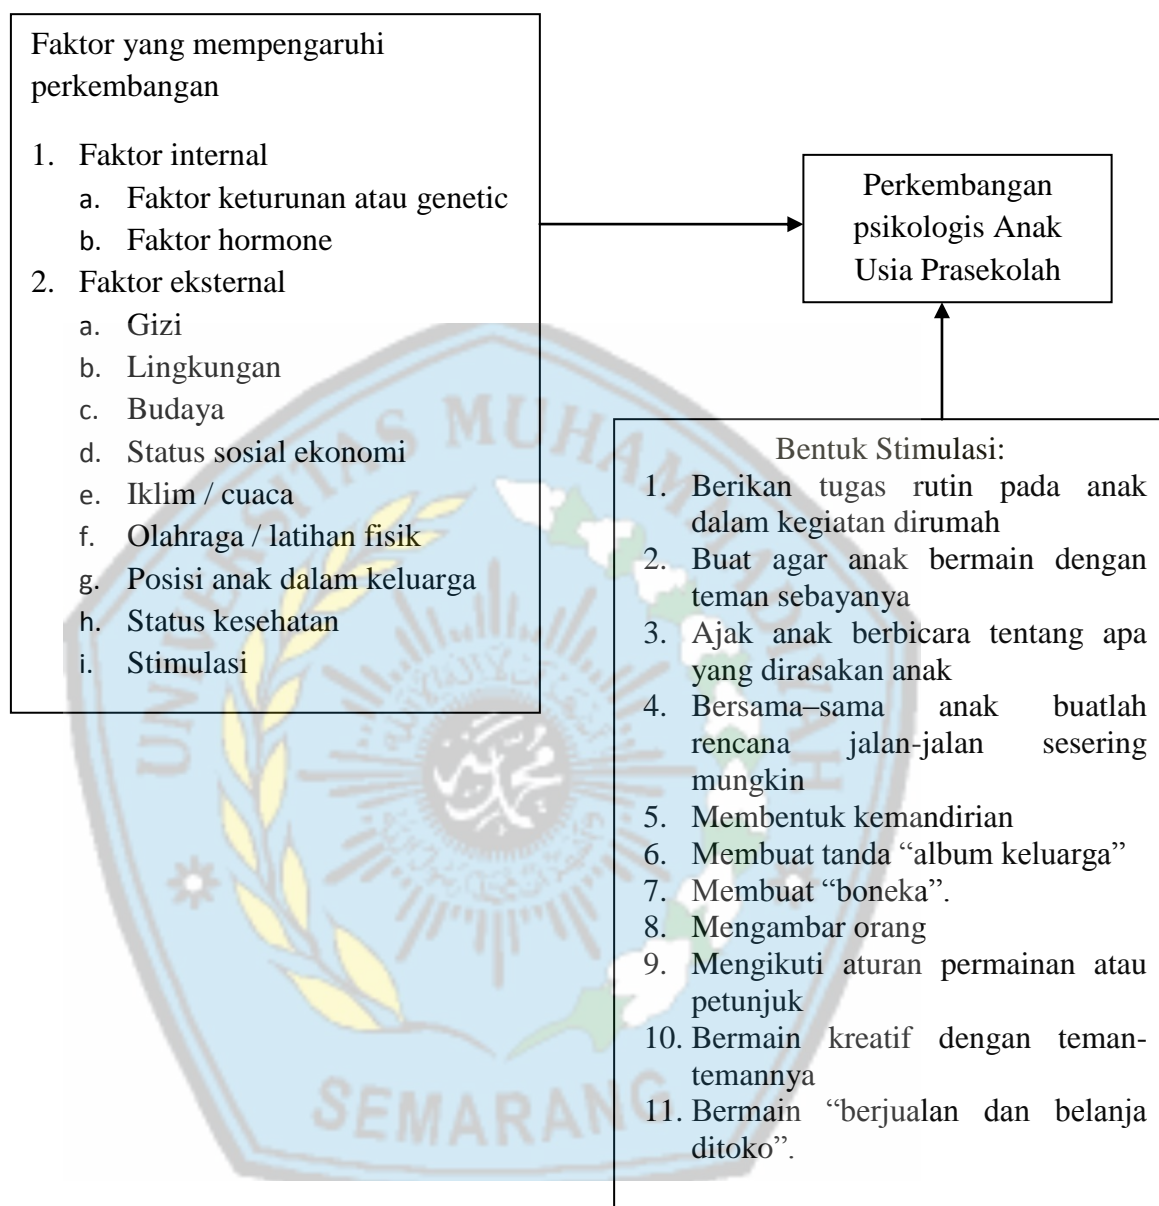 Faktor yang mempengaruhi
perkembangan
1. Faktor internal
a. Faktor keturunan atau genetic
b. Faktor hormone
2. Faktor eksternal
a. Gizi
b. Lingkungan
c. Budaya
d. Status sosial ekonomi
e. Iklim / cuaca
f. Olahraga / latihan fisik
g. Posisi anak dalam keluarga
h. Status kesehatan
i. Stimulasi
Perkembangan
psikologis Anak
Usia Prasekolah
Bentuk Stimulasi:
1. Berikan tugas rutin pada anak
dalam kegiatan dirumah
2. Buat agar anak bermain dengan
teman sebayanya
3. Ajak anak berbicara tentang apa
yang dirasakan anak
4. Bersama–sama anak buatlah
rencana jalan-jalan sesering
mungkin
5. Membentuk kemandirian
6. Membuat tanda “album keluarga”
7. Membuat “boneka”.
8. Mengambar orang
9. Mengikuti aturan permainan atau
petunjuk
10. Bermain kreatif dengan teman-
temannya
11. Bermain “berjualan dan belanja
ditoko”.
UNIVERSITAS MUHAMMADIYAH
SEMARANG